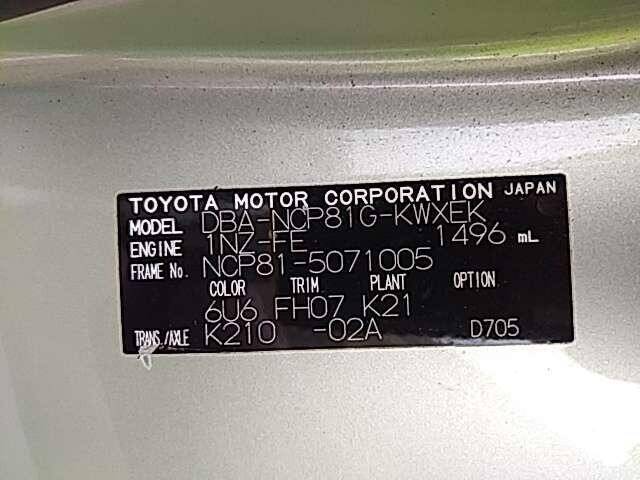 TOYOTA MOTOR CORPORATION JAPAN
MODEL DBA-NCP81G-KWXEK
ENGINE 1NZ-FE 1496 mL
FRAME No. NCP81-5071005
COLOR TRIM PLANT OPTION
6U6 FH07 K21
TRANS./AXLE K210 -02A D705